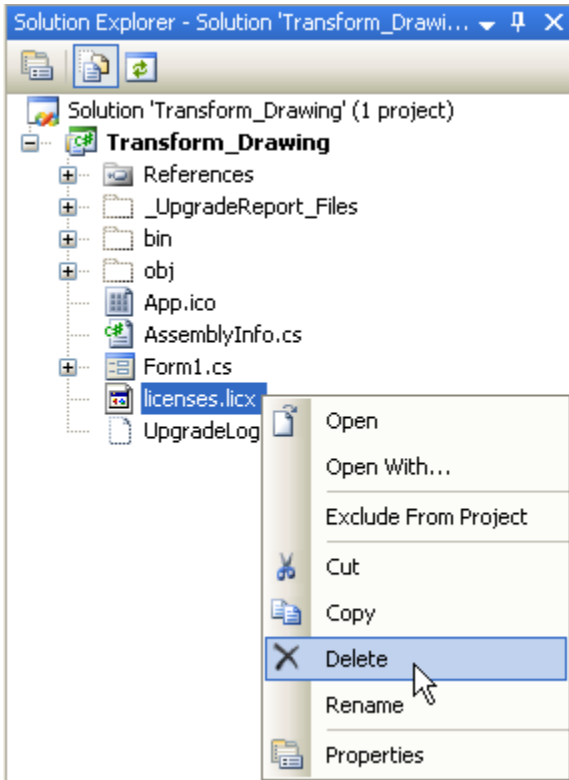 Solution Explorer - Solution 'Transform_Drawi...
Solution 'Transform_Drawing' (1 project)
Transform_Drawing
References
_UpgradeReport_Files
bin
obj
App.ico
AssemblyInfo.cs
Form1.cs
licenses.licx
UpgradeLog
Open
Open With...
Exclude From Project
Cut
Copy
Delete
Rename
Properties